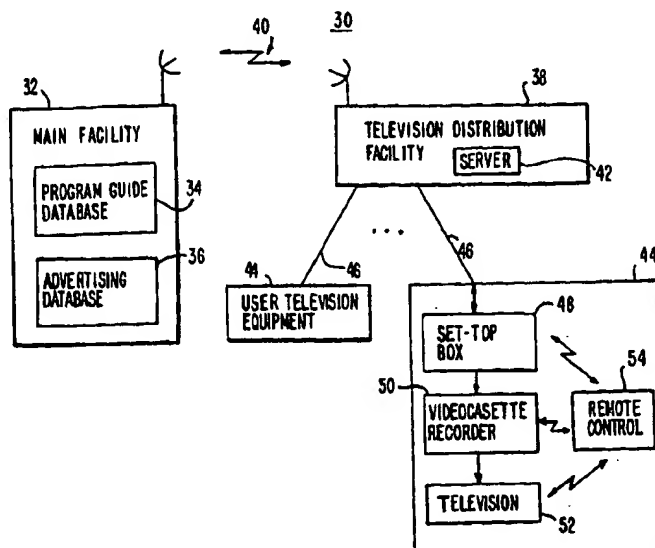 40
30
32
38
MAIN FACILITY
TELEVISION DISTRIBUTION
FACILITY
SERVER
42
PROGRAM GUIDE
DATABASE
34
36
ADVERTISING
DATABASE
...
46
46
44
44
USER TELEVISION
EQUIPMENT
48
SET-TOP
BOX
50
54
VIDEOCASETTE
RECORDER
REMOTE
CONTROL
TELEVISION
52